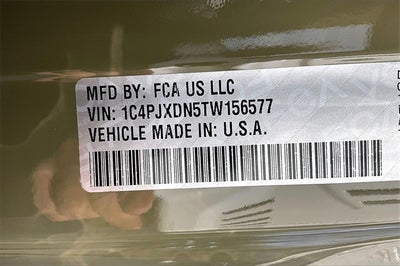 MFD BY: FCA US LLC
VIN: 1C4PJXDN5TW156577
VEHICLE MADE IN: U.S.A.